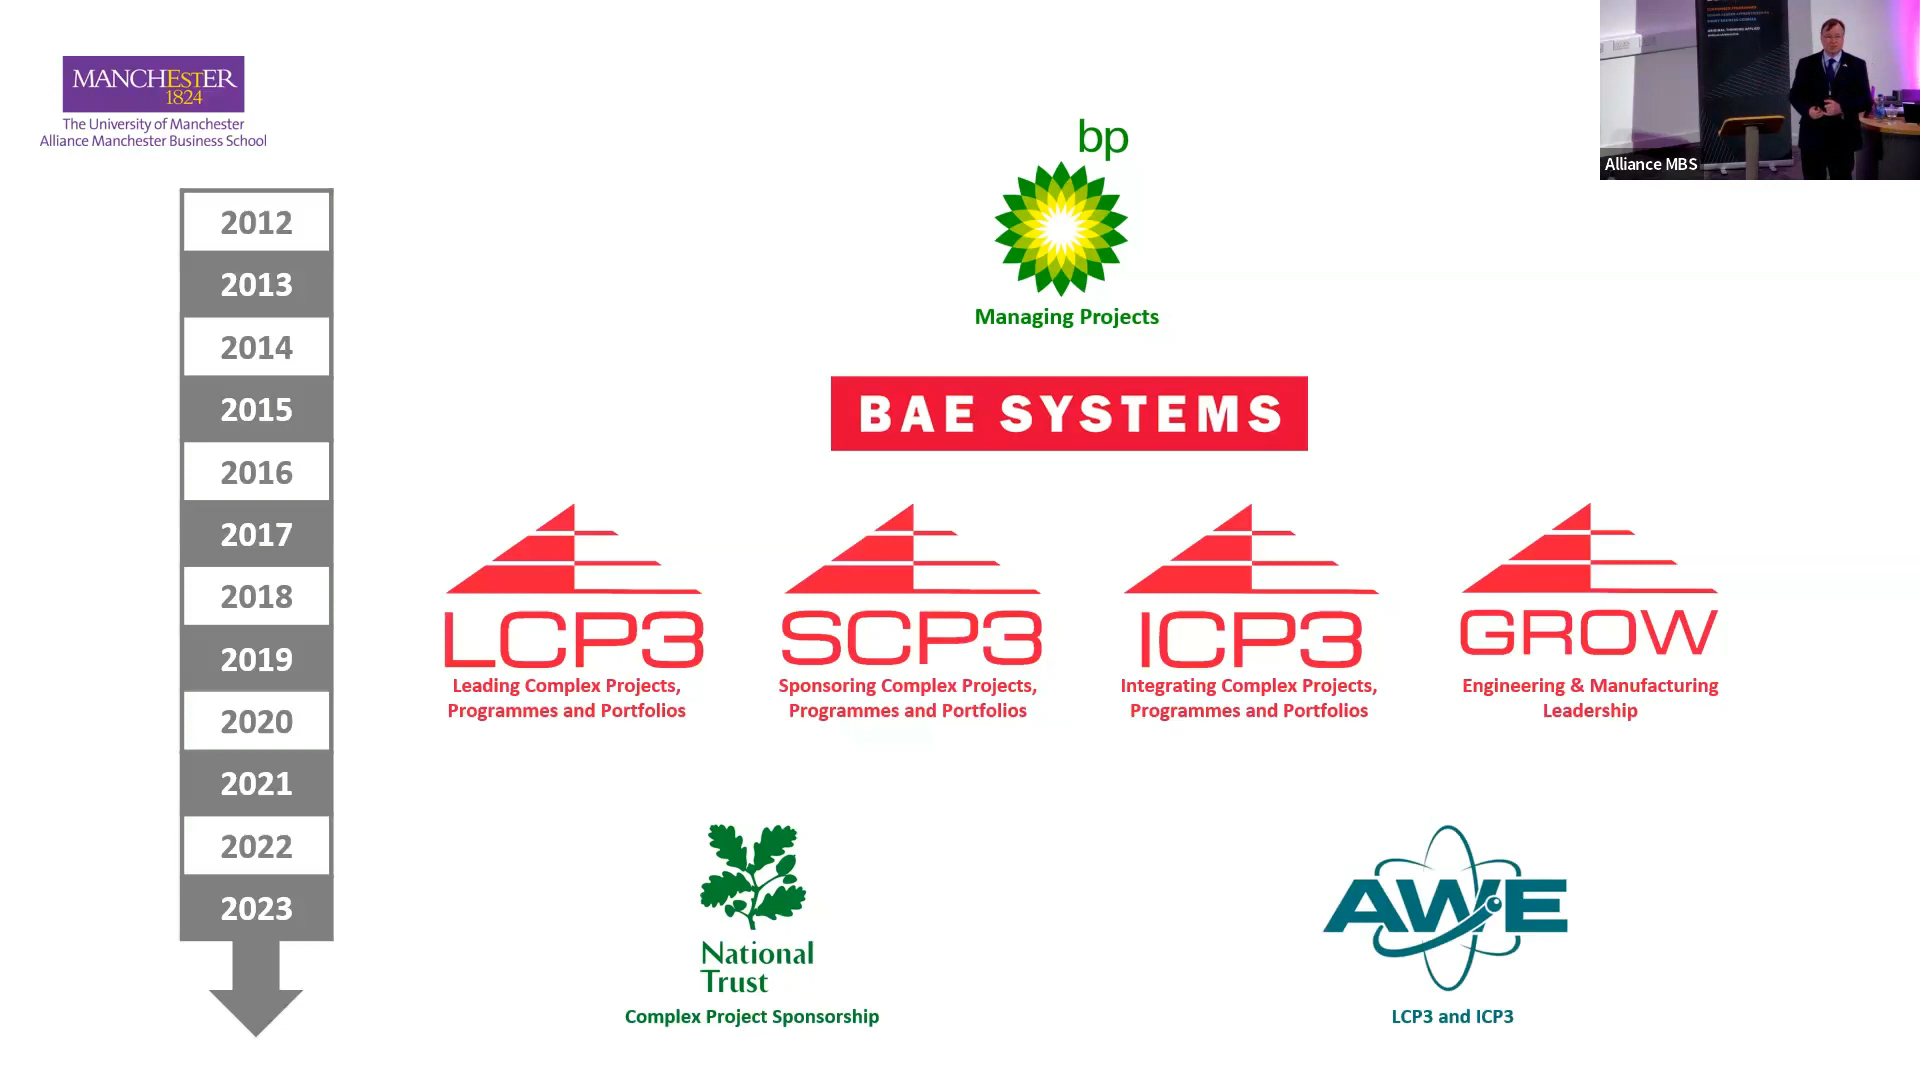 MANCHESTER
1824
The University of Manchester
Alliance Manchester Business School
2012
2013
2014
2015
2016
2017
2018
2019
2020
2021
2022
2023
bp
Managing Projects
BAE SYSTEMS
LCP3
Leading Complex Projects,
Programmes and Portfolios
SCP3
Sponsoring Complex Projects,
Programmes and Portfolios
ICP3
Integrating Complex Projects,
Programmes and Portfolios
GROW
Engineering & Manufacturing
Leadership
National
Trust
Complex Project Sponsorship
AWE
LCP3 and ICP3
Alliance MBS